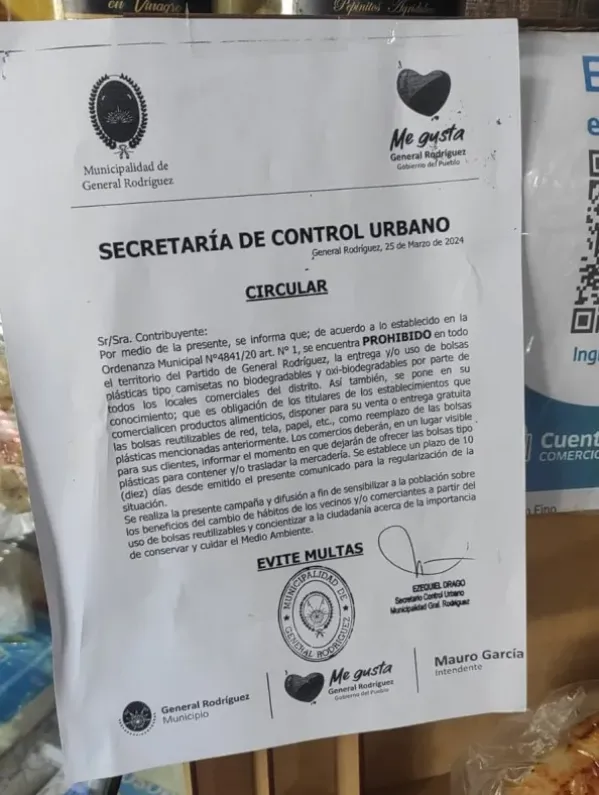 en Vinagre
Pepinitos Agridulces
Municipalidad de
General Rodríguez
Me gusta
General Rodríguez
Gobierno del Pueblo
SECRETARÍA DE CONTROL URBANO
General Rodríguez, 25 de Marzo de 2024
CIRCULAR
Sr/Sra. Contribuyente:
Por medio de la presente, se informa que; de acuerdo a lo establecido en la
Ordenanza Municipal N°4841/20 art. N° 1, se encuentra PROHIBIDO en todo
el territorio del Partido de General Rodríguez, la entrega y/o uso de bolsas
plásticas tipo camisetas no biodegradables y oxi-biodegradables por parte de
todos los locales comerciales del distrito. Así también, se pone en su
conocimiento; que es obligación de los titulares de los establecimientos que
comercialicen productos alimenticios, disponer para su venta o entrega gratuita
las bolsas reutilizables de red, tela, papel, etc., como reemplazo de las bolsas
plásticas mencionadas anteriormente. Los comercios deberán, en un lugar visible
para sus clientes, informar el momento en que dejarán de ofrecer las bolsas tipo
plásticas para contener y/o trasladar la mercadería. Se establece un plazo de 10
(diez) días desde emitido el presente comunicado para la regularización de la
situación.
Se realiza la presente campaña y difusión a fin de sensibilizar a la población sobre
los beneficios del cambio de hábitos de los vecinos y/o comerciantes a partir del
uso de bolsas reutilizables y concientizar a la ciudadanía acerca de la importancia
de conservar y cuidar el Medio Ambiente.
EVITE MULTAS
EZEQUIEL DRAGO
Secretario Control Urbano
Municipalidad Gral. Rodríguez
MUNICIPALIDAD DE
GENERAL RODRIGUEZ
General Rodríguez
Municipio
Me gusta
General Rodríguez
Gobierno del Pueblo
Mauro García
Intendente
E
e
Ing
Cuent
COMERCIO